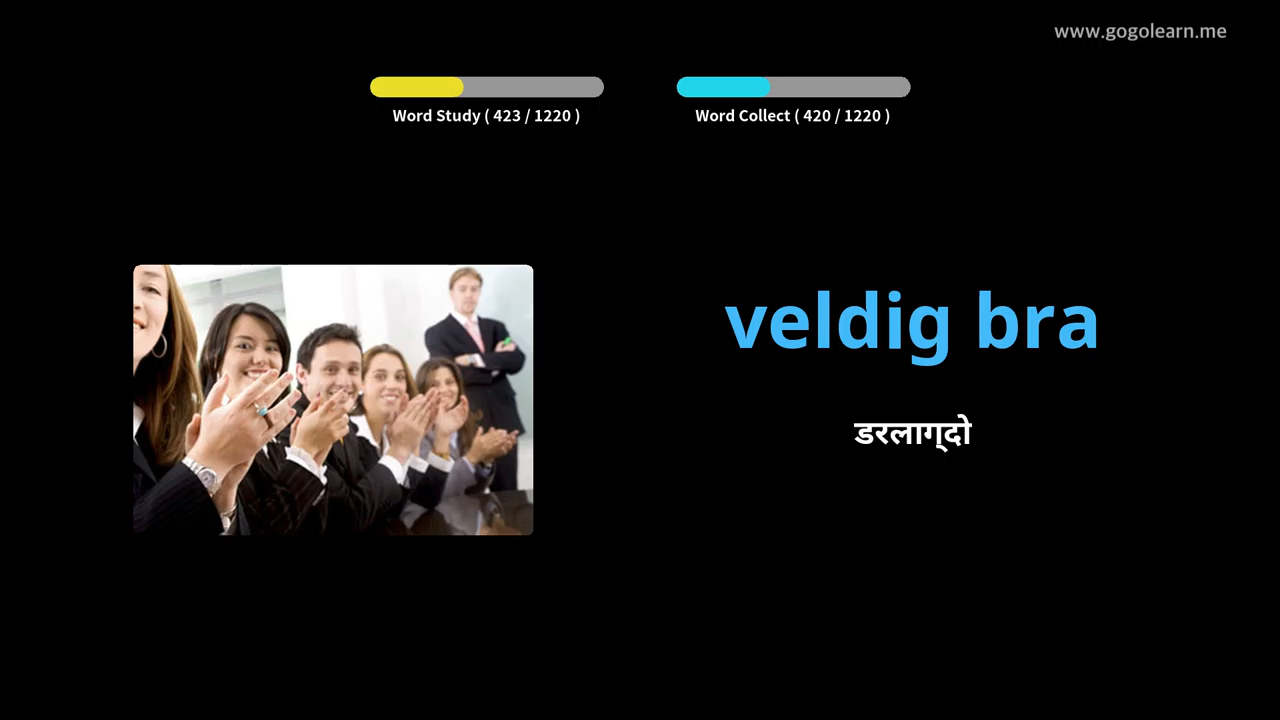 www.gogolearn.me
Word Study ( 423 / 1220 )
Word Collect ( 420 / 1220 )
veldig bra
डरलाग्दो